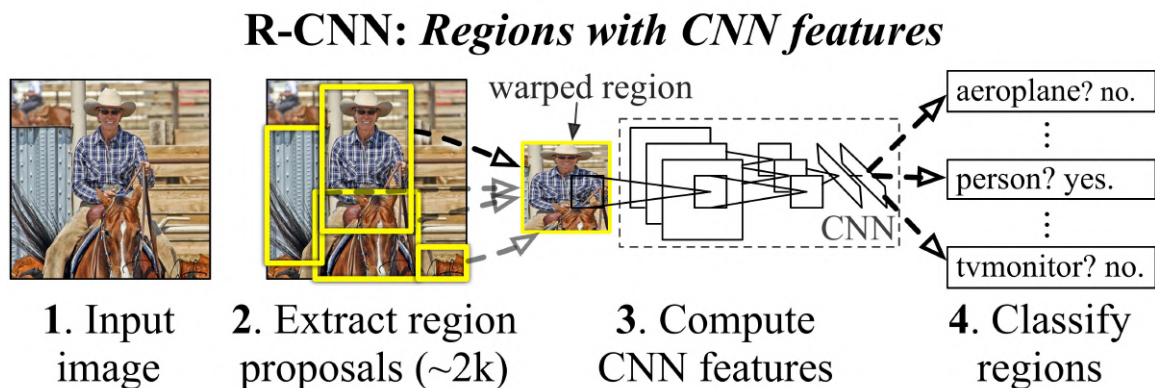 R-CNN: Regions with CNN features
warped region
aeroplane? no.
person? yes.
CNN
tvmonitor? no.
1. Input
image
2. Extract region
proposals (~2k)
3. Compute
CNN features
4. Classify
regions